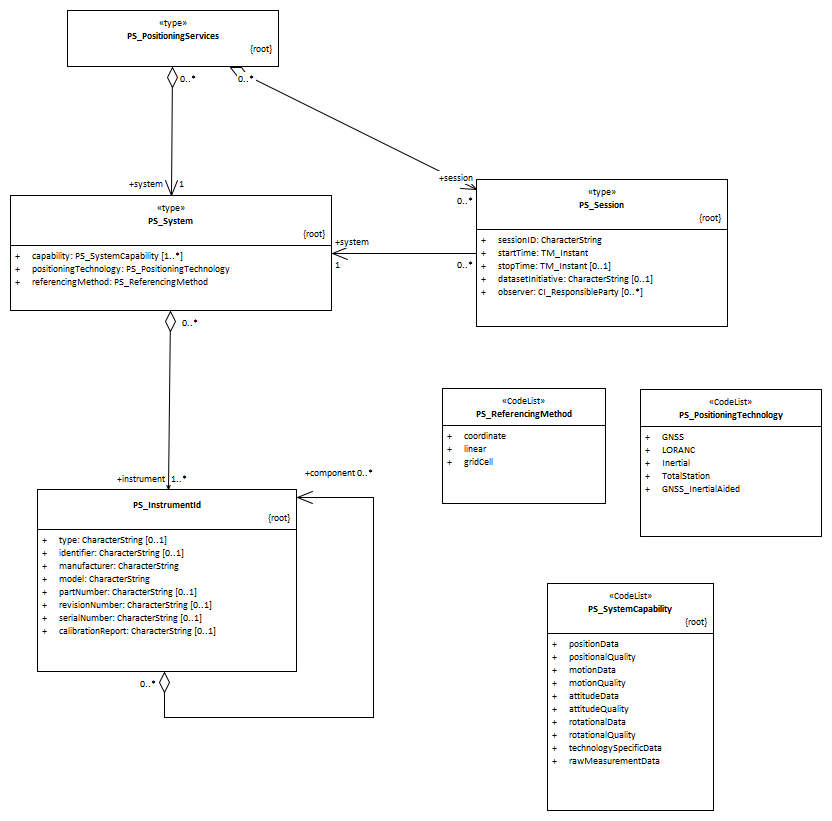 «type»
PS_PositioningServices
{root}
0..*
0..*
+system
1
+session
0..*
«type»
PS_System
{root}
+ capability: PS_SystemCapability [1..*]
+ positioningTechnology: PS_PositioningTechnology
+ referencingMethod: PS_ReferencingMethod
«type»
PS_Session
{root}
+ sessionID: CharacterString
+ startTime: TM_Instant
+ stopTime: TM_Instant [0..1]
+ datasetInitiative: CharacterString [0..1]
+ observer: CI_ResponsibleParty [0..*]
+system
1
0..*
0..*
+instrument
1..*
+component 0..*
PS_InstrumentId
{root}
+ type: CharacterString [0..1]
+ identifier: CharacterString [0..1]
+ manufacturer: CharacterString
+ model: CharacterString
+ partNumber: CharacterString [0..1]
+ revisionNumber: CharacterString [0..1]
+ serialNumber: CharacterString [0..1]
+ calibrationReport: CharacterString [0..1]
0..*
«CodeList»
PS_ReferencingMethod
+ coordinate
+ linear
+ gridCell
«CodeList»
PS_PositioningTechnology
+ GNSS
+ LORANC
+ Inertial
+ TotalStation
+ GNSS_InertialAided
«CodeList»
PS_SystemCapability
{root}
+ positionData
+ positionalQuality
+ motionData
+ motionQuality
+ attitudeData
+ attitudeQuality
+ rotationalData
+ rotationalQuality
+ technologySpecificData
+ rawMeasurementData